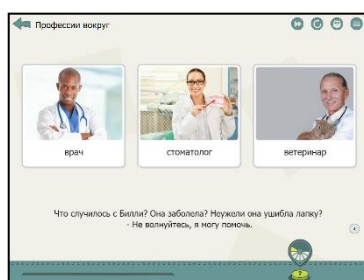 Профессии вокруг
врач
стоматолог
ветеринар
Что случилось с Билли? Она заболела? Неужели она ушибла лапку?
- Не волнуйтесь, я могу помочь.